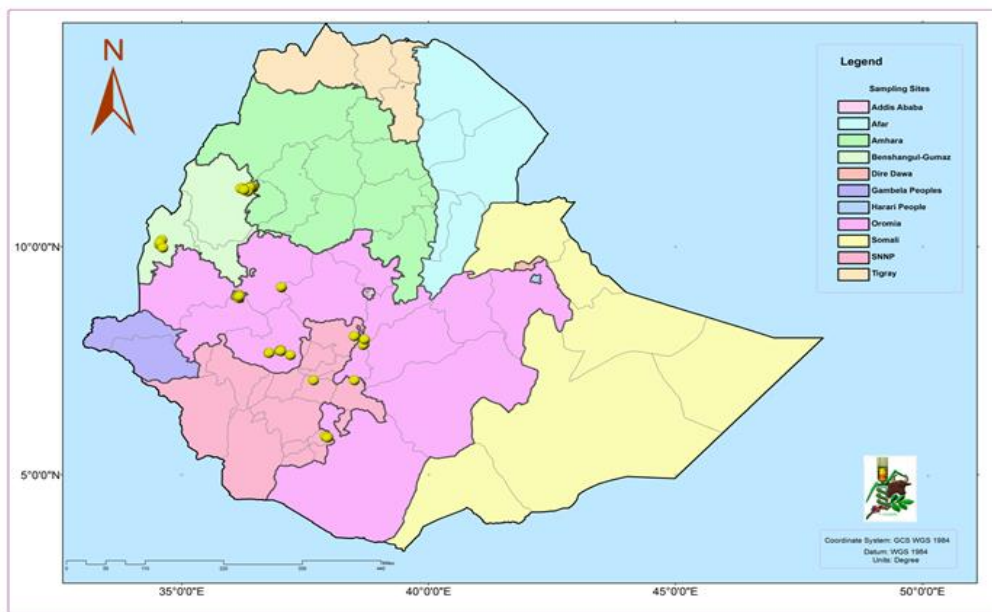 N
Legend
Sampling Sites
Addis Ababa
Afar
Amhara
Benshangul-Gumaz
Dire Dawa
Gambela Peoples
Harari People
Oromia
Somali
SNNP
Tigray
10°0'0"N
5°0'0"N
Coordinate System: GCS WGS 1984
Datum: WGS 1984
Units: Degree
35°0'0"E
40°0'0"E
45°0'0"E
50°0'0"E